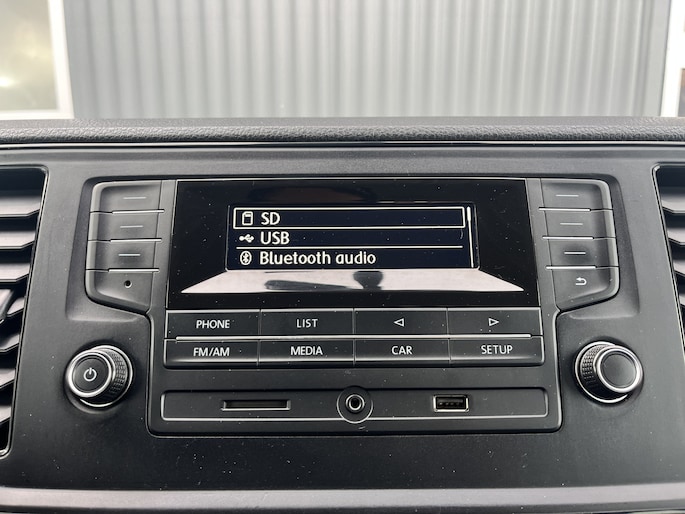 SD
USB
Bluetooth audio
PHONE LIST
FM/AM MEDIA CAR SETUP